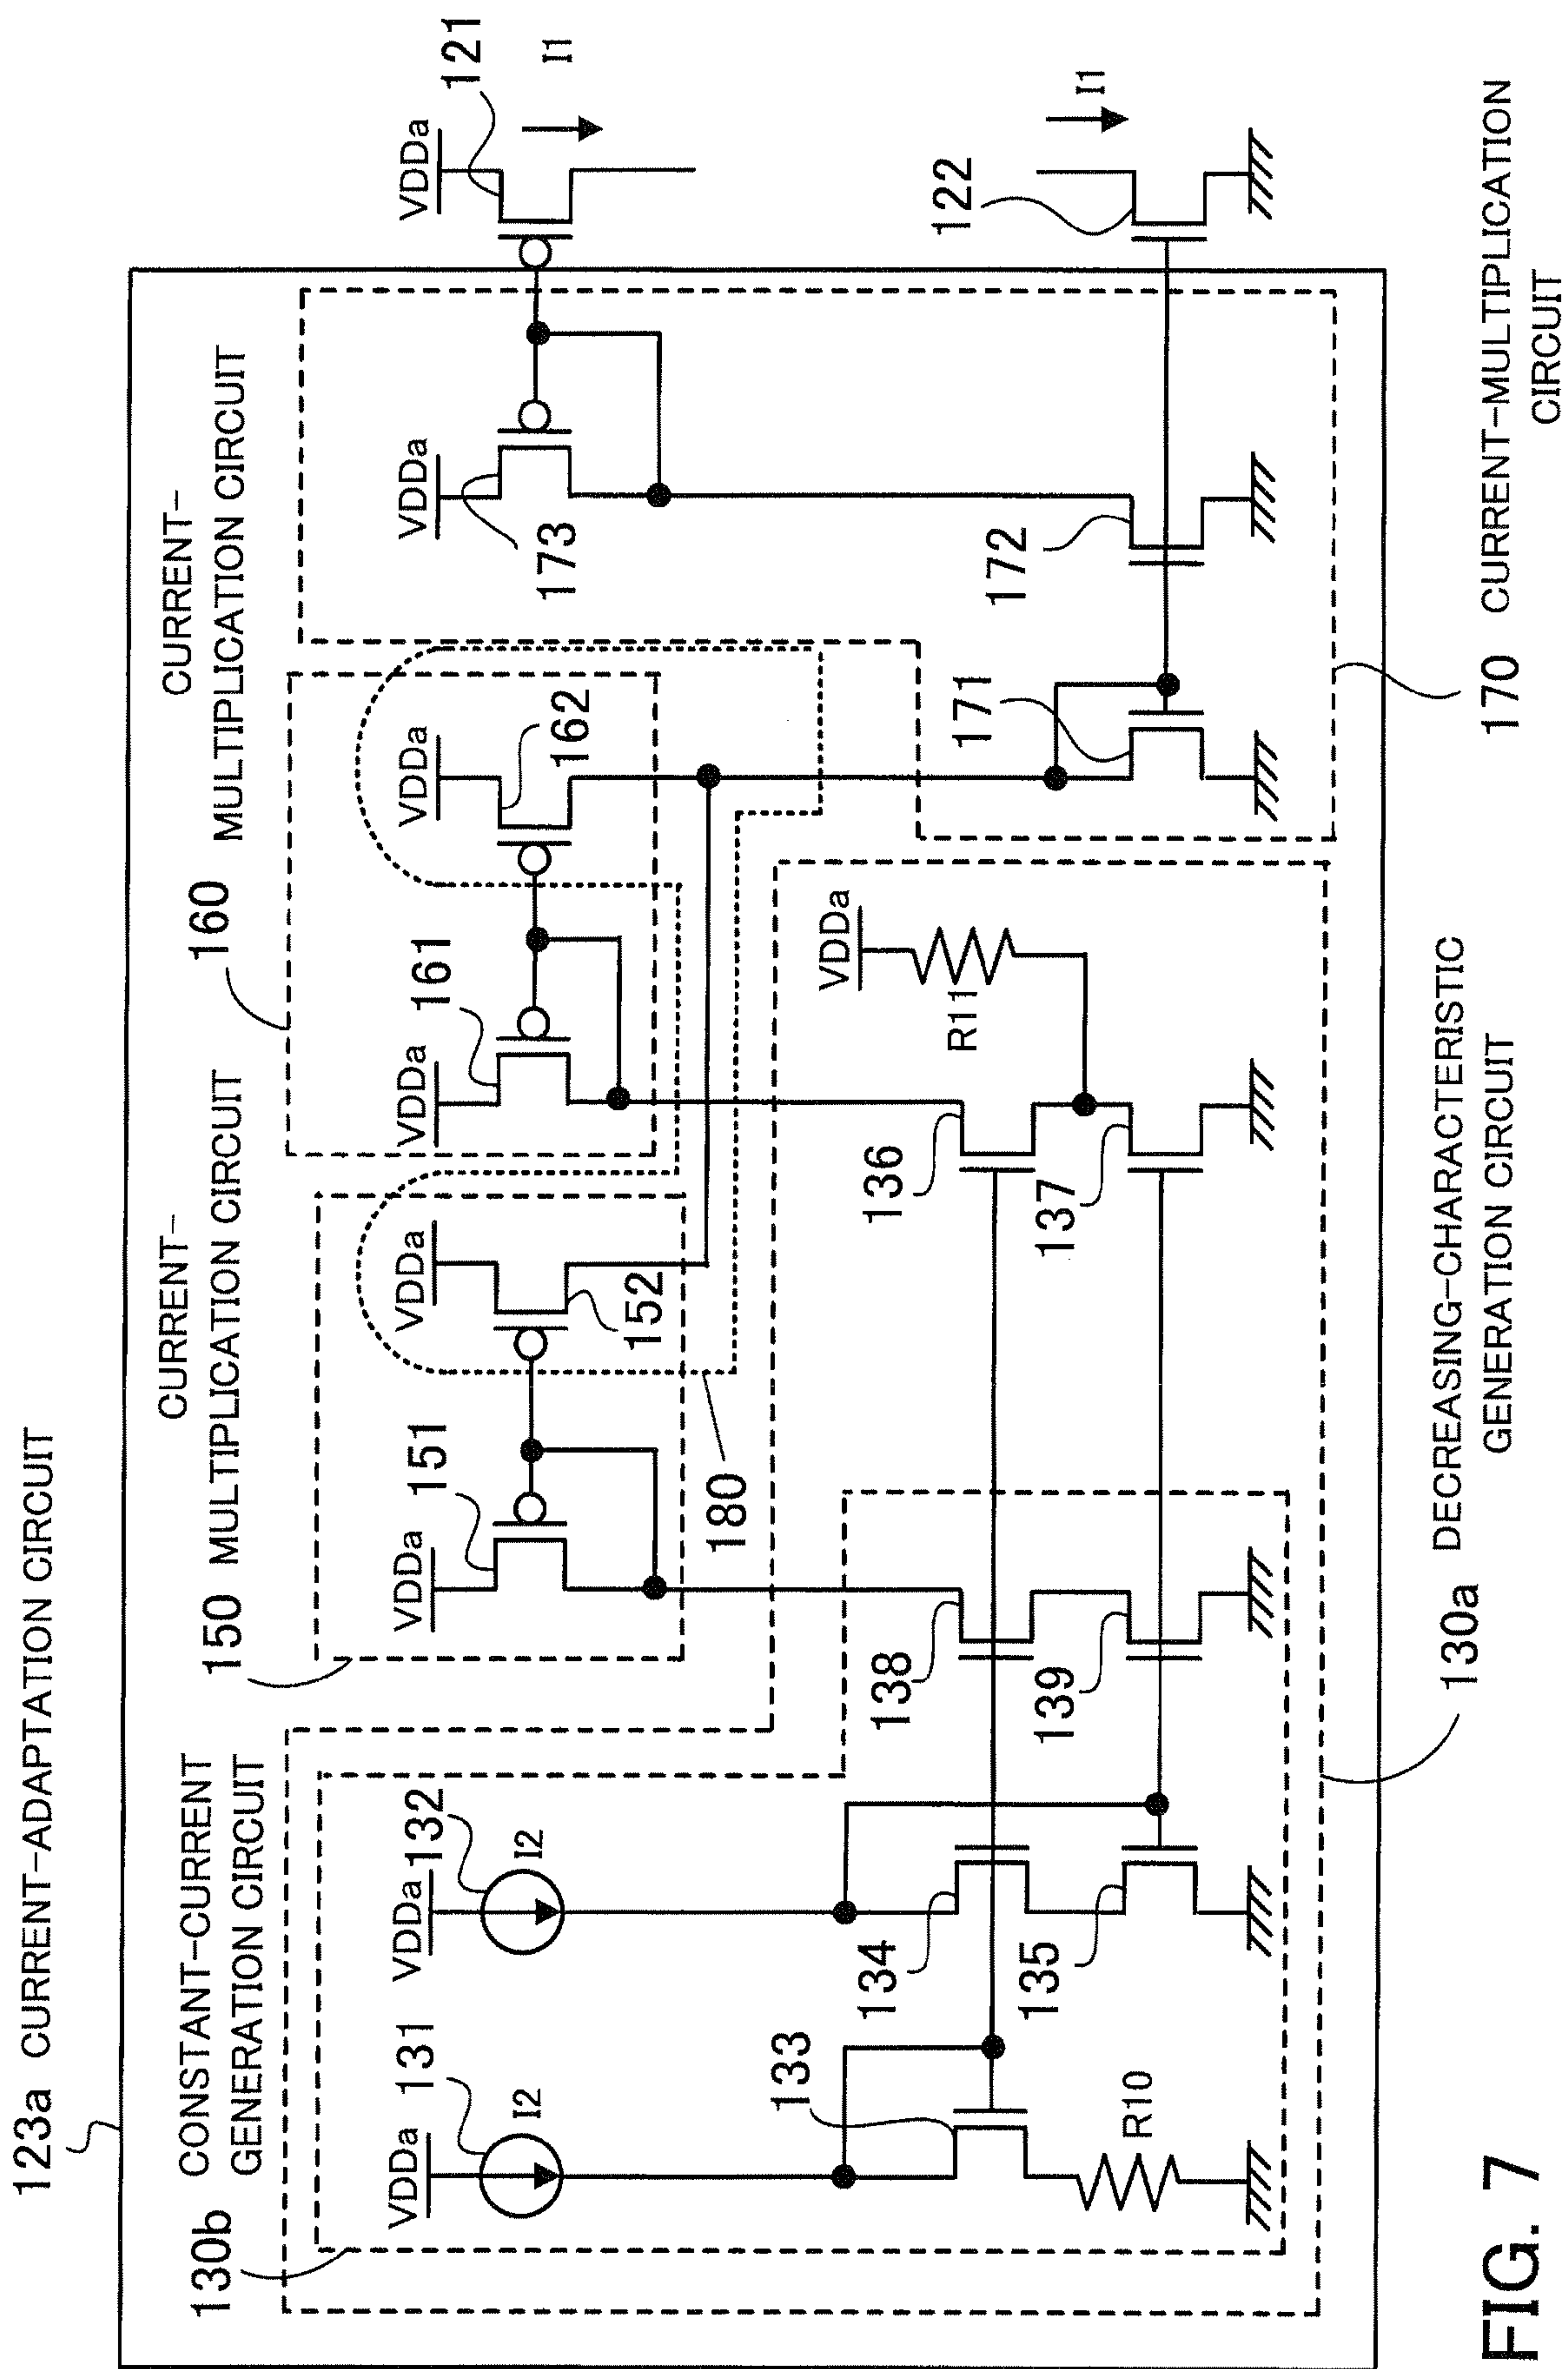 123a CURRENT-ADAPTATION CIRCUIT
130b CONSTANT-CURRENT
GENERATION CIRCUIT
CURRENT-
150 MULTIPLICATION CIRCUIT
CURRENT-
160 MULTIPLICATION CIRCUIT
VDDa
131
I2
VDDa
132
I2
VDDa
151
VDDa
152
VDDa
161
VDDa
162
VDDa
173
VDDa
121
I1
180
133
R10
134
135
138
139
136
137
VDDa
R11
171
172
122
I1
130a DECREASING-CHARACTERISTIC
GENERATION CIRCUIT
170 CURRENT-MULTIPLICATION
CIRCUIT
FIG. 7